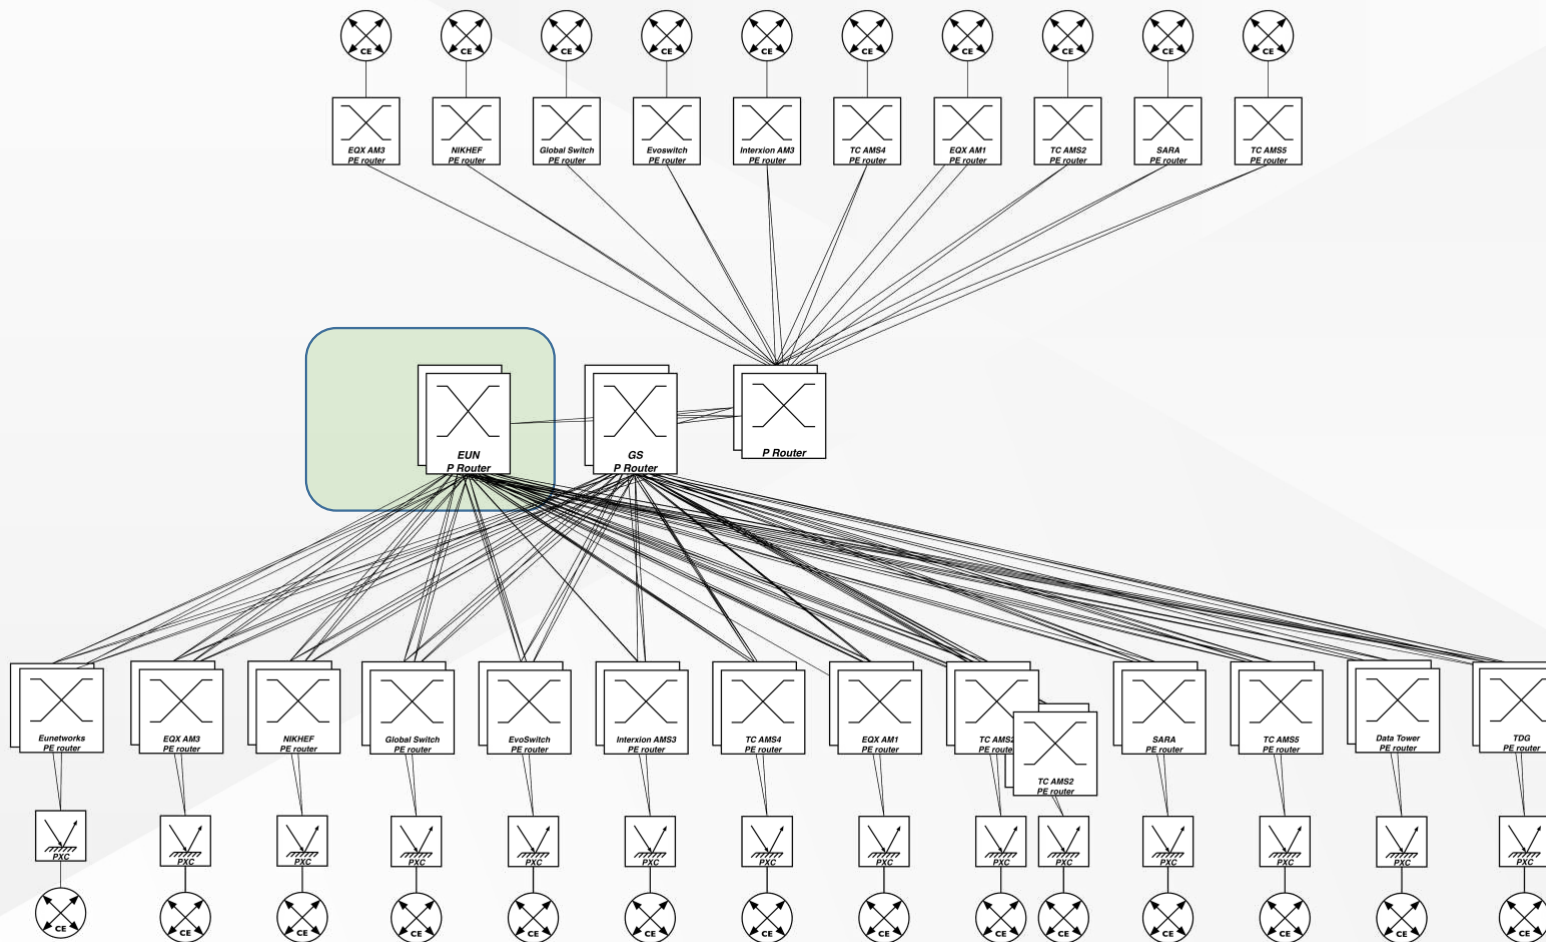 CE CE CE CE CE CE CE CE CE CE
EQX AM3 NIKHEF Global Switch Evoswitch Interxion AM3 TC AMS4 EQX AM1 TC AMS2 SARA TC AMS5
PE router PE router PE router PE router PE router PE router PE router PE router PE router PE router
EUN GS P Router
P Router P Router
Eunetworks EQX AM3 NIKHEF Global Switch EvoSwitch Interxion AMS3 TC AMS4 EQX AM1 TC AMS2 SARA TC AMS5 Data Tower TDG
PE router PE router PE router PE router PE router PE router PE router PE router PE router PE router PE router PE router PE router
TC AMS2
PE router
PXC PXC PXC PXC PXC PXC PXC PXC PXC PXC PXC PXC PXC PXC
CE CE CE CE CE CE CE CE CE CE CE CE CE CE